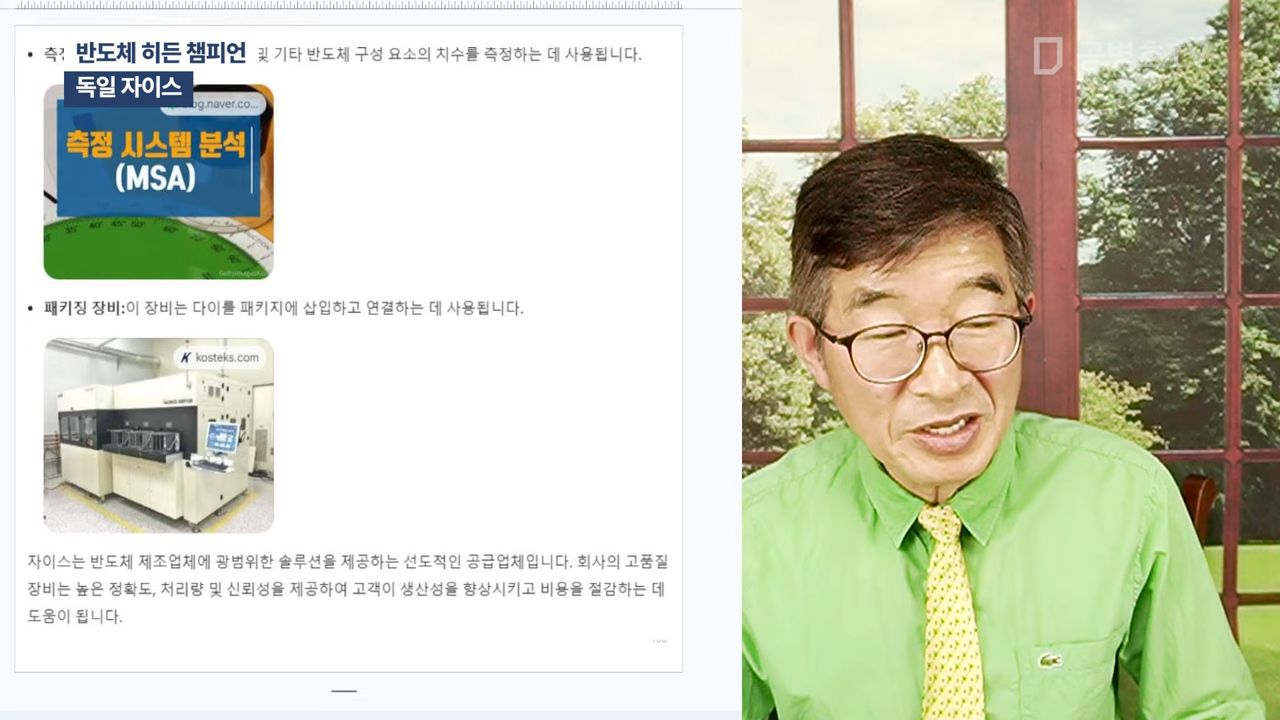 반도체 히든 챔피언
독일 자이스
및 기타 반도체 구성 요소의 치수를 측정하는 데 사용됩니다.
측정 시스템 분석
(MSA)
패키징 장비:이 장비는 다이를 패키지에 삽입하고 연결하는 데 사용됩니다.
kosteks.com
자이스는 반도체 제조업체에 광범위한 솔루션을 제공하는 선도적인 공급업체입니다. 회사의 고품질
장비는 높은 정확도, 처리량 및 신뢰성을 제공하여 고객이 생산성을 향상시키고 비용을 절감하는 데
도움이 됩니다.